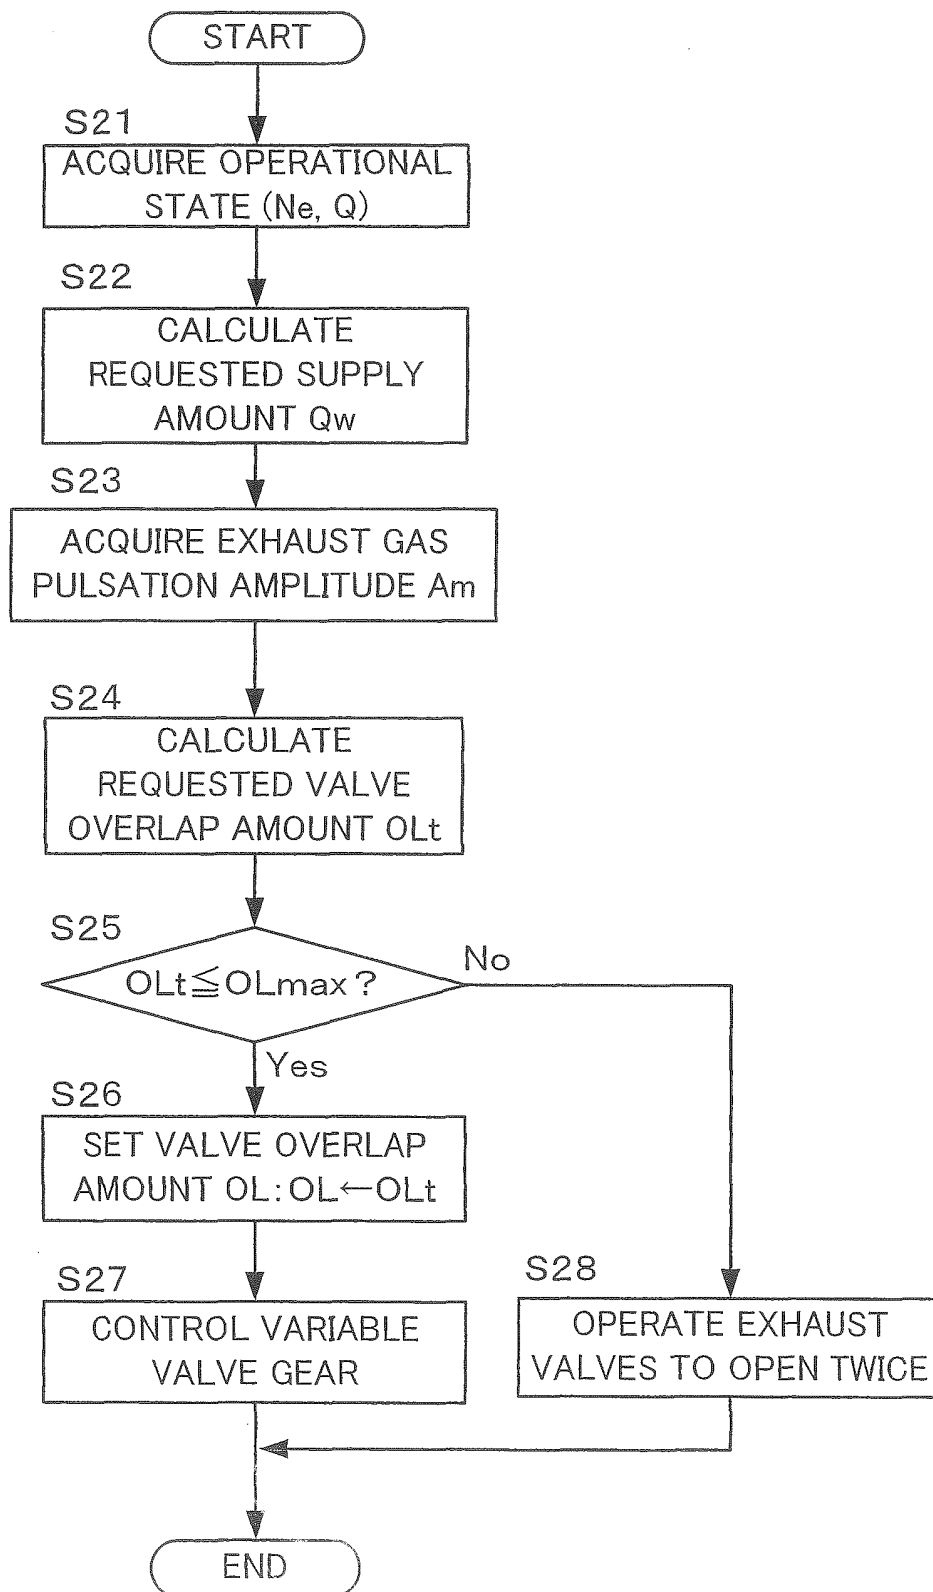 START
S21
ACQUIRE OPERATIONAL
STATE (Ne, Q)
S22
CALCULATE
REQUESTED SUPPLY
AMOUNT Qw
S23
ACQUIRE EXHAUST GAS
PULSATION AMPLITUDE Am
S24
CALCULATE
REQUESTED VALVE
OVERLAP AMOUNT OLt
S25
OLt≦OLmax?
No
Yes
S26
SET VALVE OVERLAP
AMOUNT OL:OL←OLt
S27
CONTROL VARIABLE
VALVE GEAR
S28
OPERATE EXHAUST
VALVES TO OPEN TWICE
END